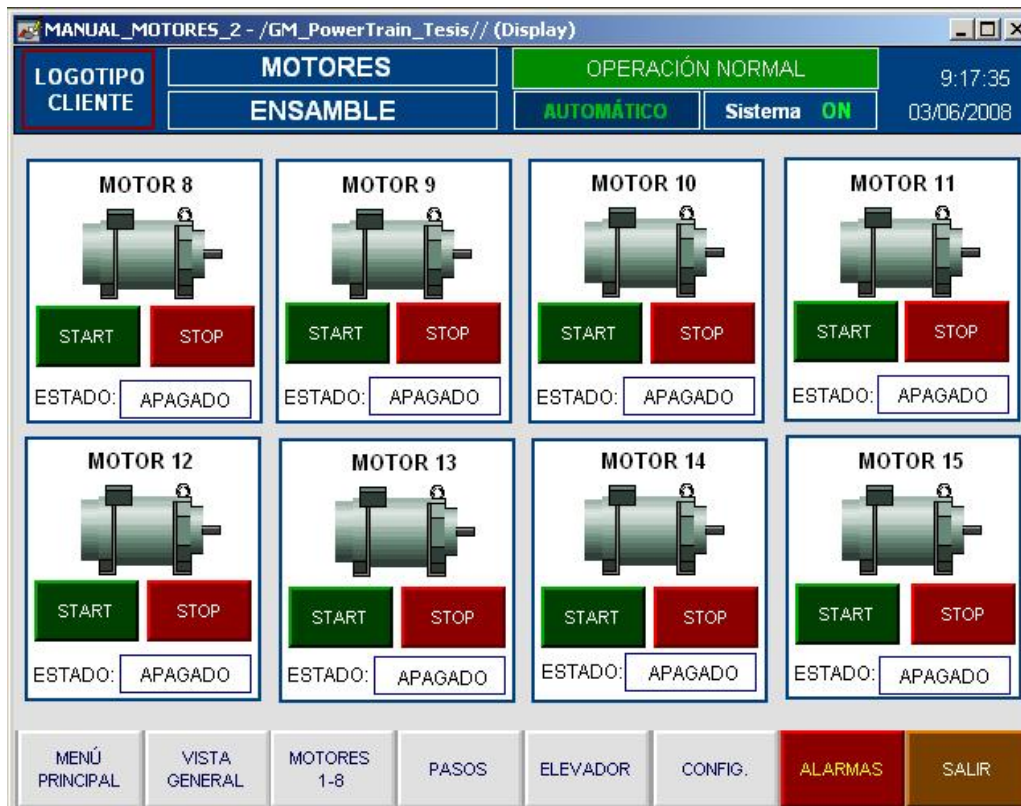 MANUAL_MOTORES_2 - /GM_PowerTrain_Tesis// (Display)
LOGOTIPO
CLIENTE
MOTORES
ENSAMBLE
OPERACIÓN NORMAL
AUTOMÁTICO
Sistema ON
9:17:35
03/06/2008
MOTOR 8
START STOP
ESTADO: APAGADO
MOTOR 9
START STOP
ESTADO: APAGADO
MOTOR 10
START STOP
ESTADO: APAGADO
MOTOR 11
START STOP
ESTADO: APAGADO
MOTOR 12
START STOP
ESTADO: APAGADO
MOTOR 13
START STOP
ESTADO: APAGADO
MOTOR 14
START STOP
ESTADO: APAGADO
MOTOR 15
START STOP
ESTADO: APAGADO
MENÚ
PRINCIPAL
VISTA
GENERAL
MOTORES
1-8
PASOS
ELEVADOR
CONFIG.
ALARMAS
SALIR